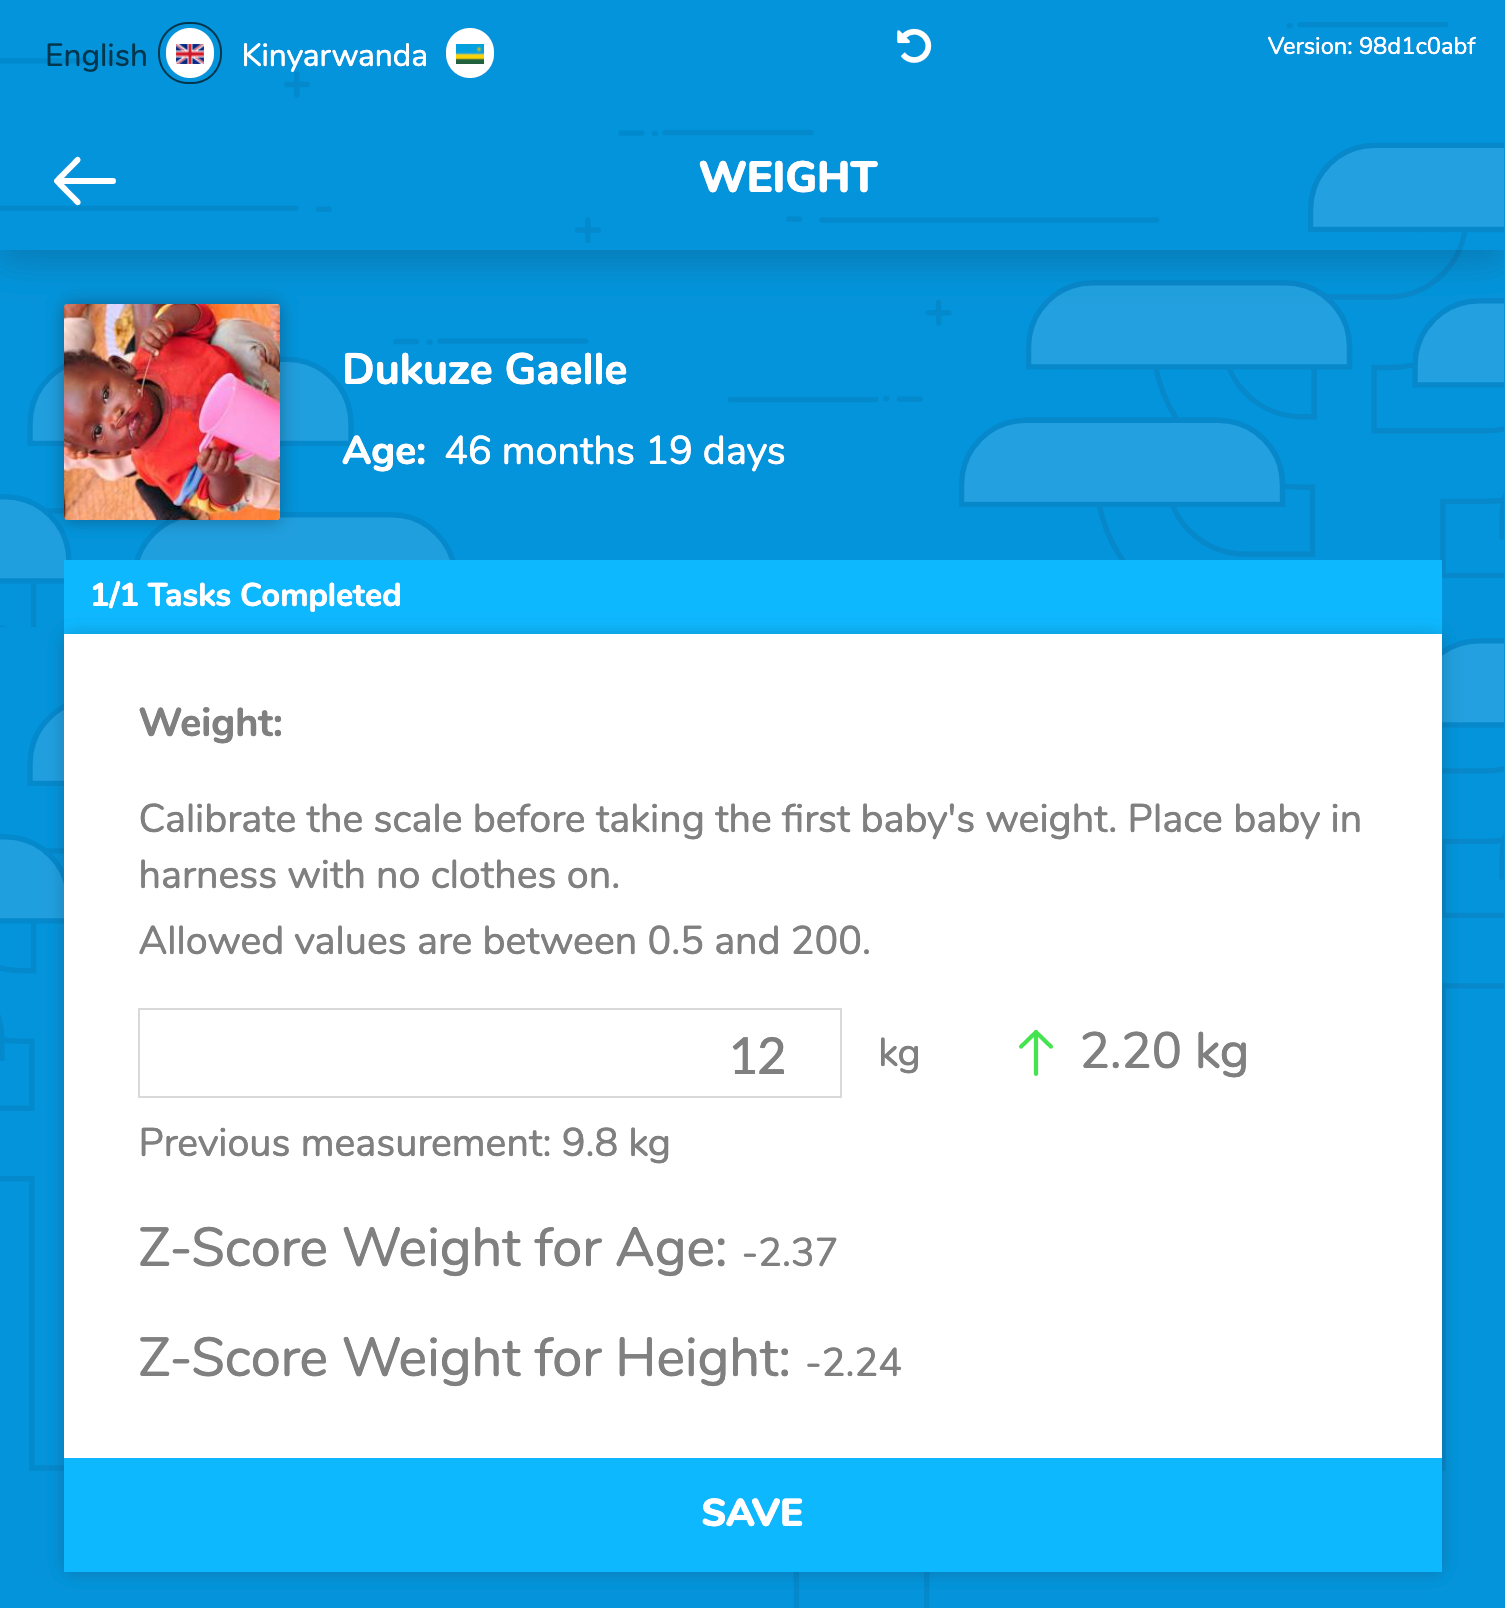 English Kinyarwanda Version: 98d1c0abf
WEIGHT
Dukuze Gaelle
Age: 46 months 19 days
1/1 Tasks Completed
Weight:
Calibrate the scale before taking the first baby's weight. Place baby in
harness with no clothes on.
Allowed values are between 0.5 and 200.
12 kg 2.20 kg
Previous measurement: 9.8 kg
Z-Score Weight for Age: -2.37
Z-Score Weight for Height: -2.24
SAVE